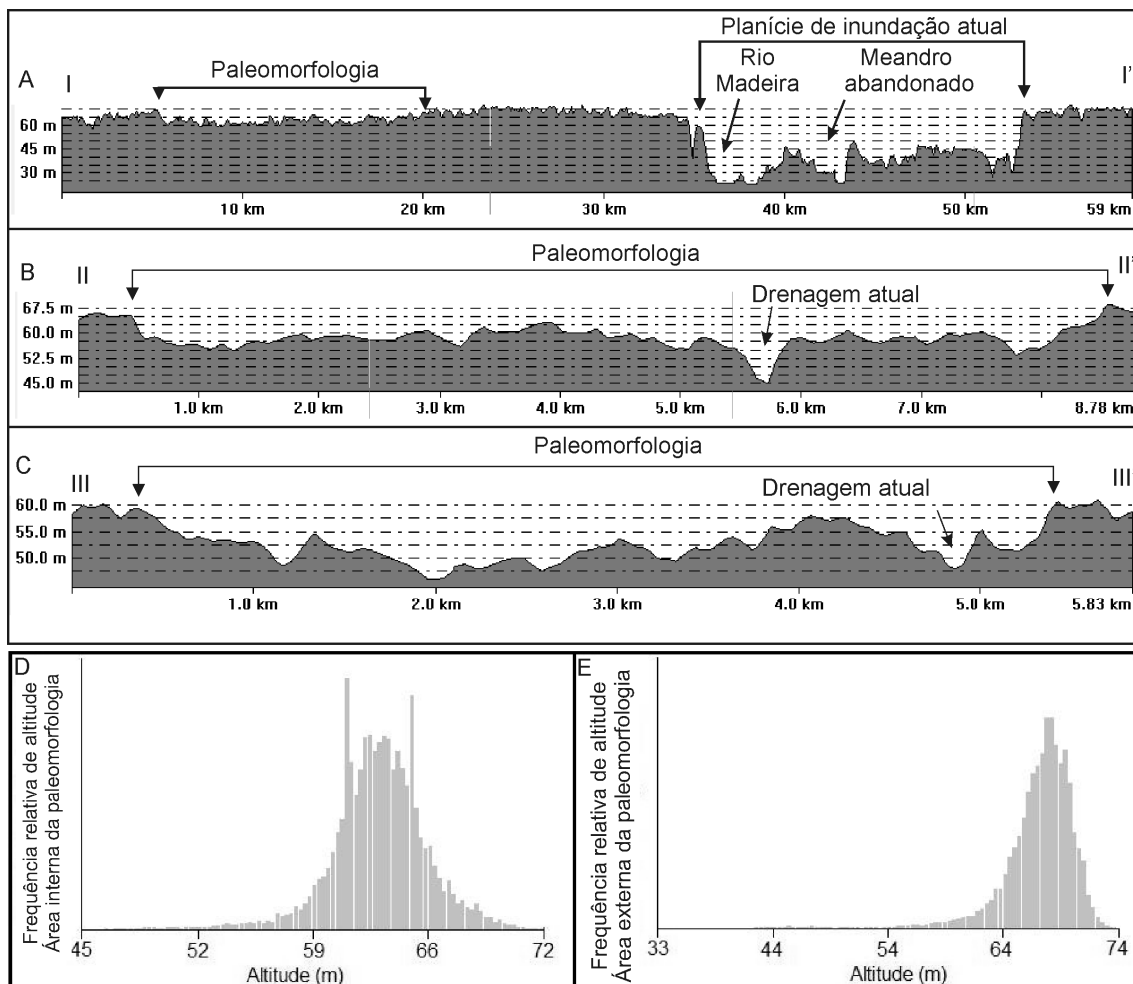 A
I
Paleomorfologia
Planície de inundação atual
Rio
Madeira
Meandro
abandonado
I'
60 m
45 m
30 m
10 km
20 km
30 km
40 km
50 km
59 km
B
II
Paleomorfologia
II'
Drenagem atual
67.5 m
60.0 m
52.5 m
45.0 m
1.0 km
2.0 km
3.0 km
4.0 km
5.0 km
6.0 km
7.0 km
8.78 km
C
III
Paleomorfologia
III
Drenagem atual
60.0 m
55.0 m
50.0 m
1.0 km
2.0 km
3.0 km
4.0 km
5.0 km
5.83 km
D
Frequência relativa de altitude
Área interna da paleomorfologia
45
52
59
66
72
Altitude (m)
E
Frequência relativa de altitude
Área externa da paleomorfologia
33
44
54
64
74
Altitude (m)